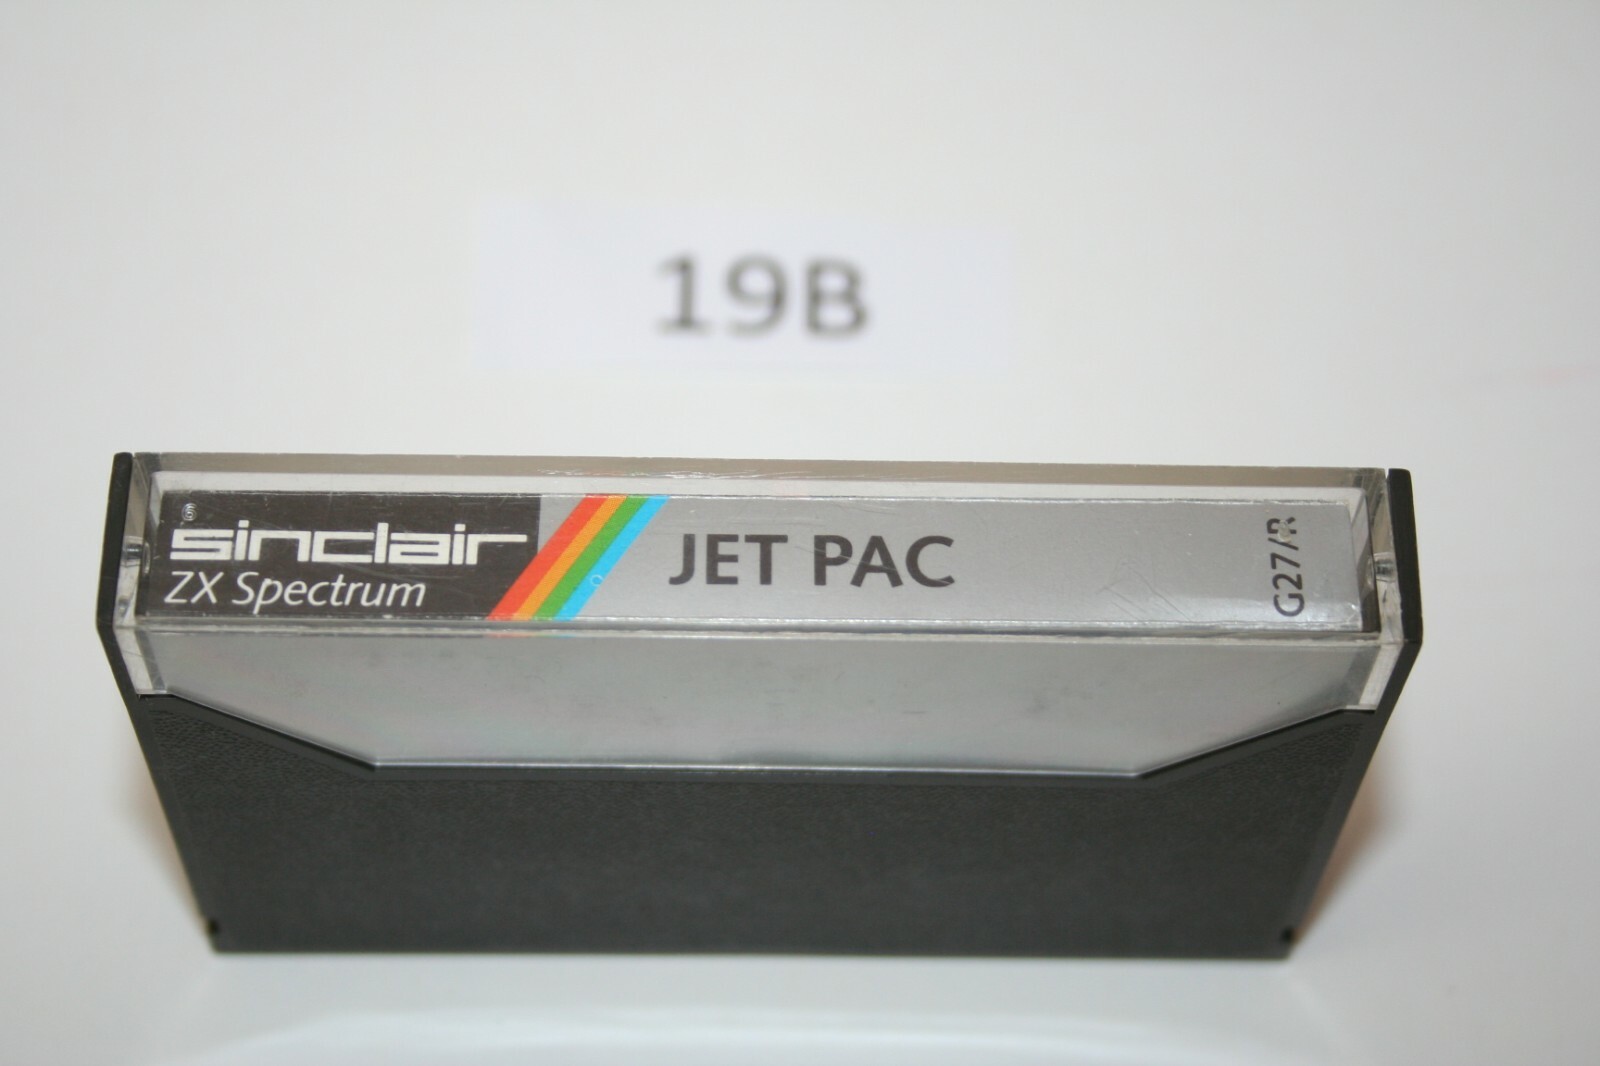 19B
® sinclair
ZX Spectrum
JET PAC
G27/R